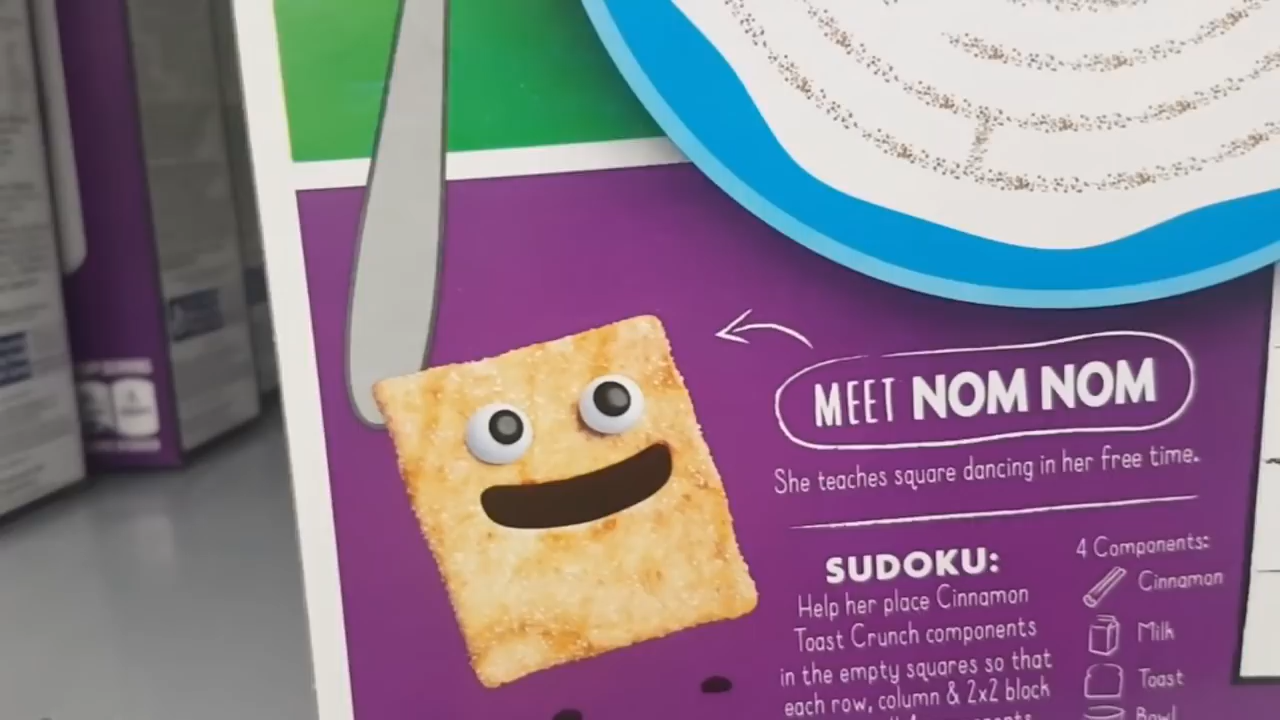 MEET NOM NOM
She teaches square dancing in her free time.
SUDOKU:
Help her place Cinnamon
Toast Crunch components
in the empty squares so that
each row, column & 2x2 block
4 Components:
Cinnamon
Milk
Toast
Bowl